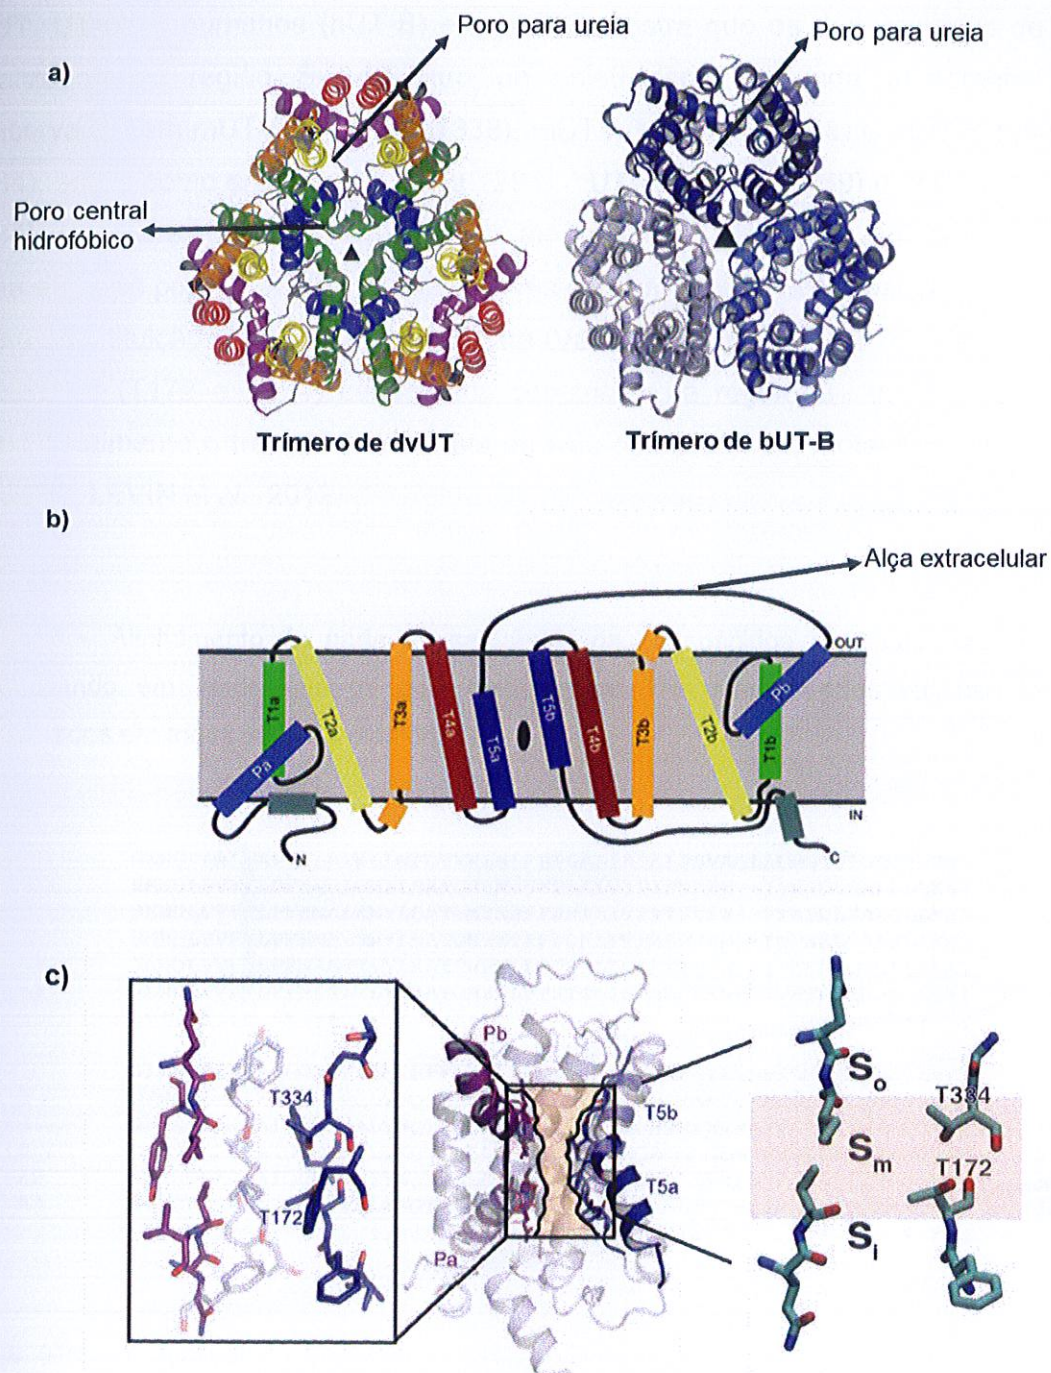 Poro para ureia
Poro para ureia
a)
Poro central
hidrofóbico
Trímero de dvUT
Trímero de bUT-B
b)
Alça extracelular
OUT
T1a
T2a
T3a
T4a
T5a
T5b
T4b
T3b
T2b
T1b
Pa
Pb
IN
N
C
c)
Pb
T334
T172
T5b
T5a
Pa
So
T334
Sm
T172
Si